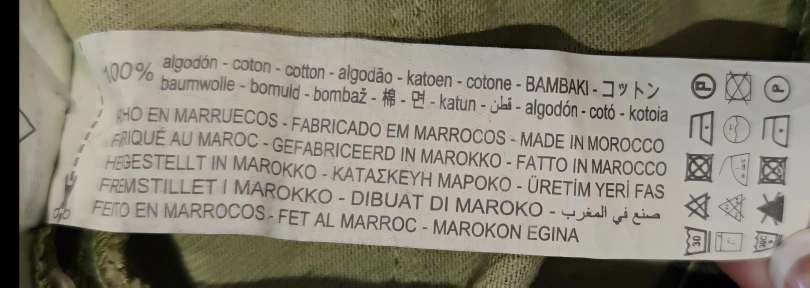 100% algodón - coton - cotton - algodão - katoen - cotone - BAMBAKI - コットン
baumwolle - bomuld - bombaž - 棉 - 면 - katun - قطن - algodón - cotó - kotoia
HO EN MARRUECOS - FABRICADO EM MARROCOS - MADE IN MOROCCO
FRIQUÉ AU MAROC - GEFABRICEERD IN MAROKKO - FATTO IN MAROCCO
HEGESTELLT IN MAROKKO - ΚΑΤΑΣΚΕΥΗ ΜΑΡΟΚΟ - ÜRETİM YERİ FAS
FREMSTILLET I MAROKKO - DIBUAT DI MAROKO - صنع في المغرب
FEITO EN MARROCOS - FET AL MARROC - MAROKON EGINA
P P
30 30C